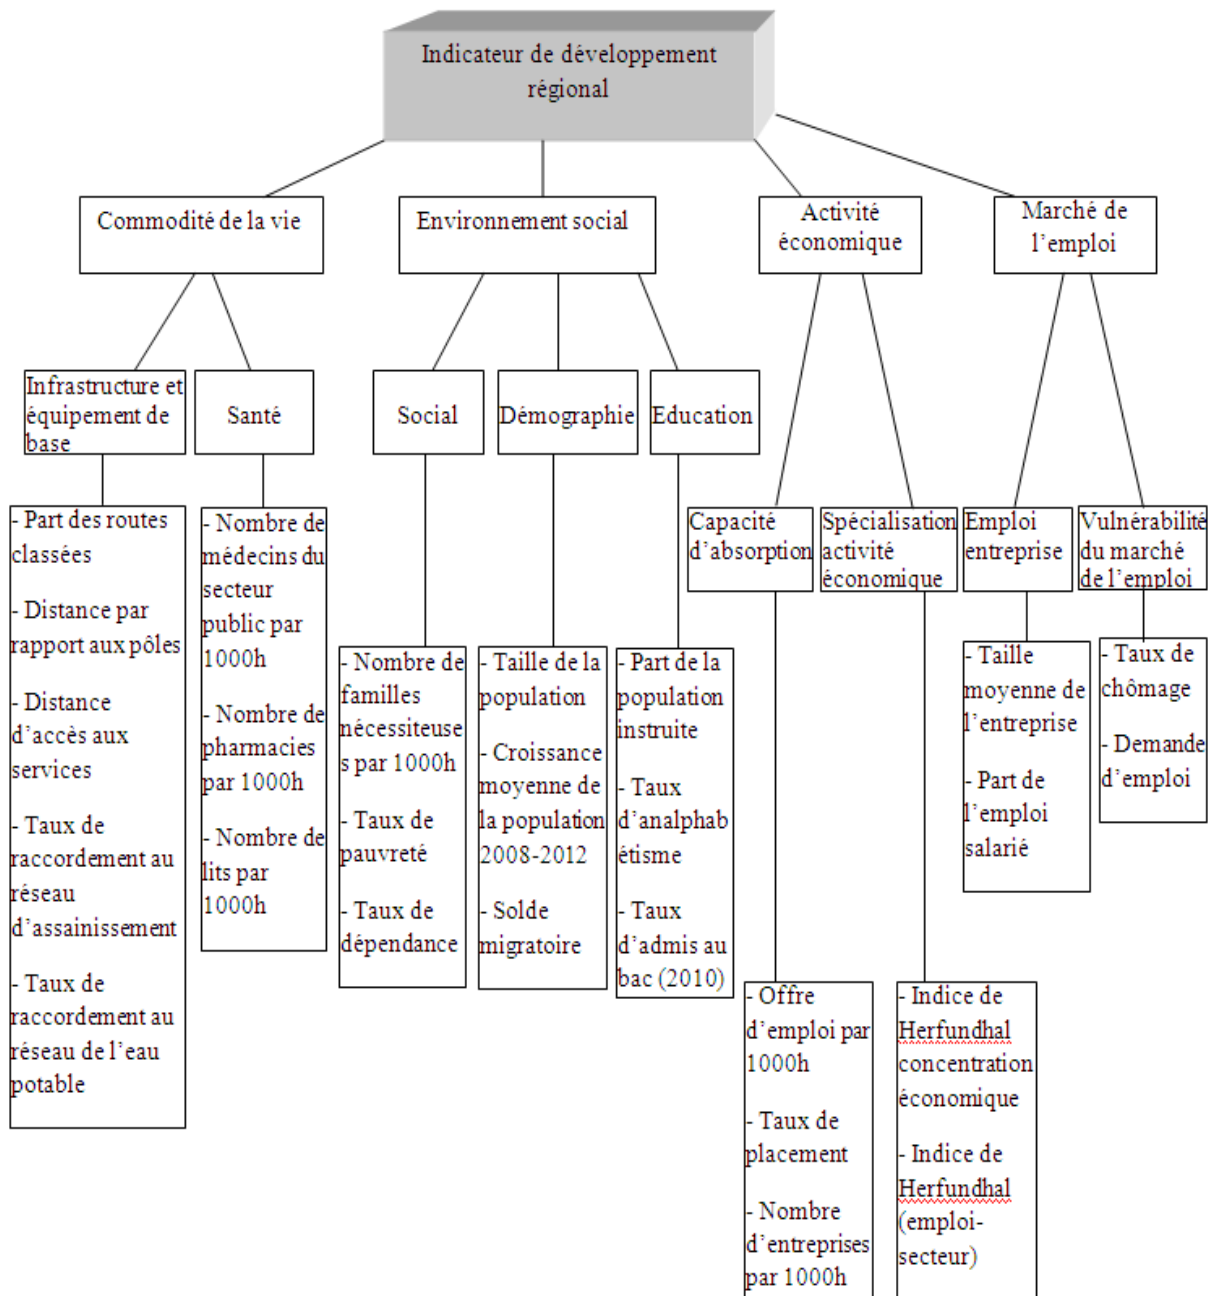 Indicateur de développement
régional
Commodité de la vie
Environnement social
Activité
économique
Marché de
l'emploi
Infrastructure et
équipement de
base
Santé
Social
Démographie
Education
- Part des routes
classées
- Distance par
rapport aux pôles
- Distance
d'accès aux
services
- Taux de
raccordement au
réseau
d'assainissement
- Taux de
raccordement au
réseau de l'eau
potable
- Nombre de
médecins du
secteur
public par
1000h
- Nombre de
pharmacies
par 1000h
- Nombre de
lits par
1000h
- Nombre de
familles
nécessiteuse
s par 1000h
- Taux de
pauvreté
- Taux de
dépendance
- Taille de la
population
- Croissance
moyenne de
la population
2008-2012
- Solde
migratoire
- Part de la
population
instruite
- Taux
d'analphab
étisme
- Taux
d'admis au
bac (2010)
Capacité
d'absorption
Spécialisation
activité
économique
Emploi
entreprise
Vulnérabilité
du marché
de l'emploi
- Offre
d'emploi par
1000h
- Taux de
placement
- Nombre
d'entreprises
par 1000h
- Indice de
Herfundhal
concentration
économique
- Indice de
Herfundhal
(emploi-
secteur)
- Taille
moyenne de
l'entreprise
- Part de
l'emploi
salarié
- Taux de
chômage
- Demande
d'emploi